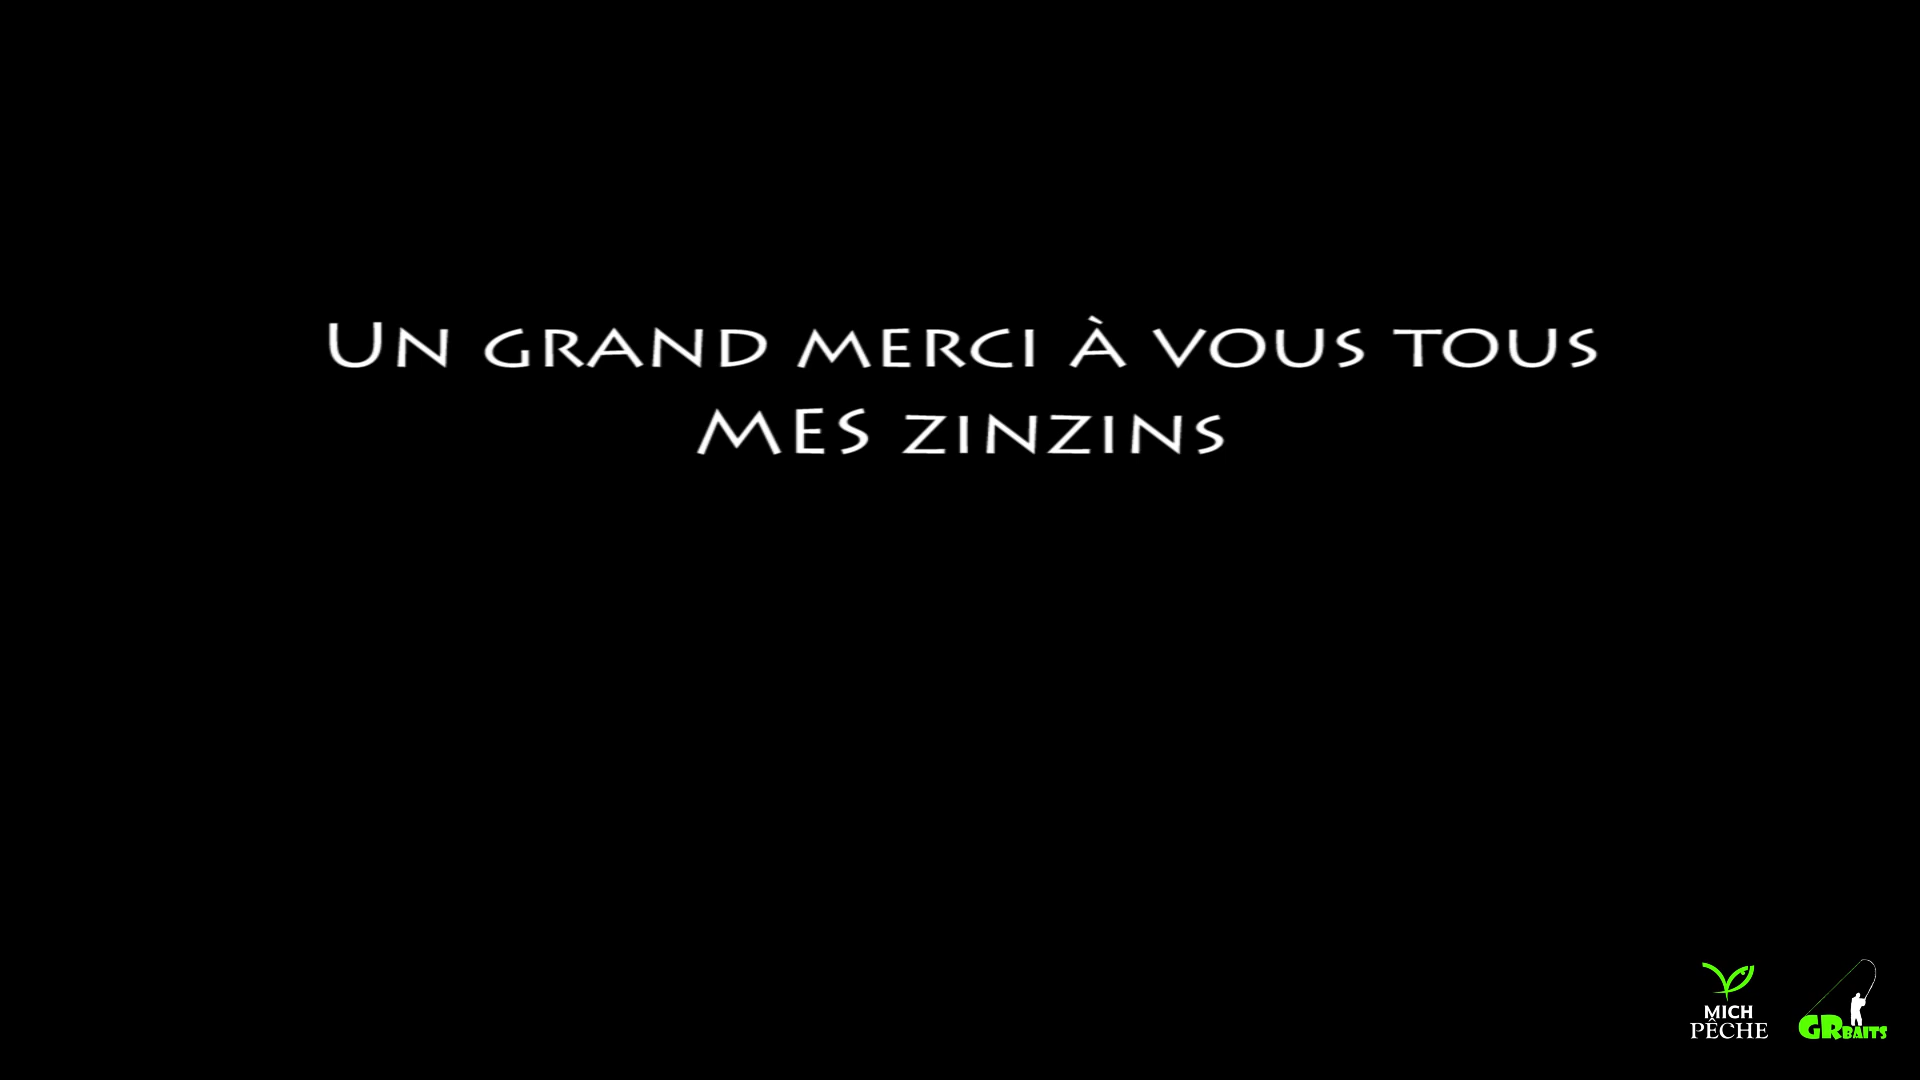 Un grand merci à vous tous
MES zinzins
MICH
PÊCHE
GRBAITS